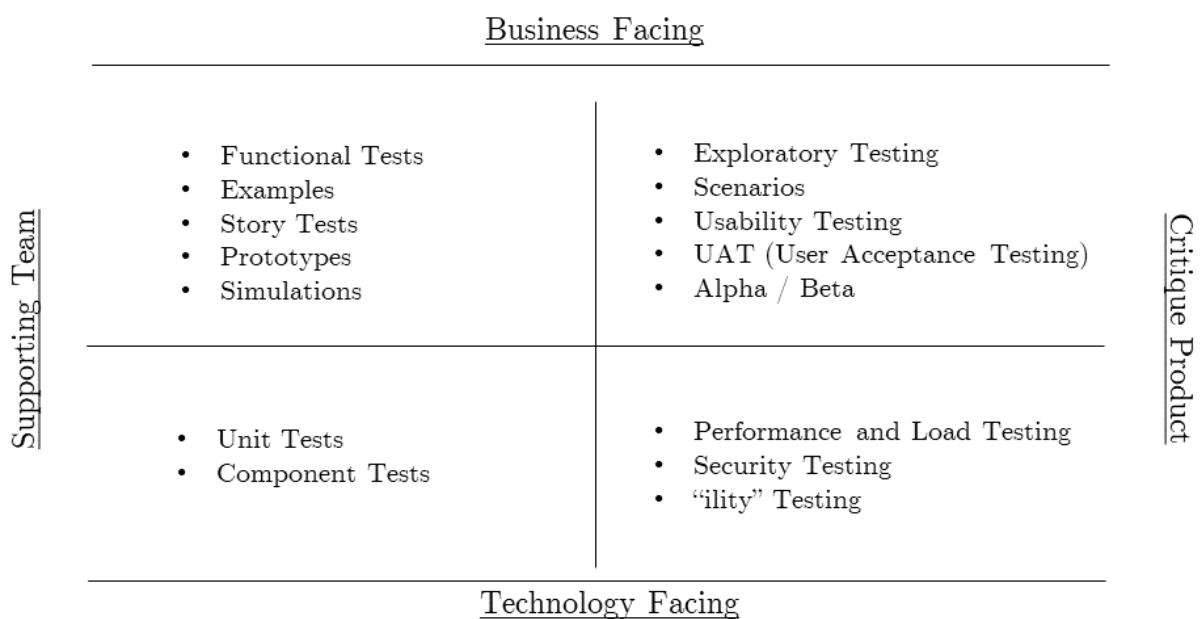 Business Facing
• Functional Tests
• Examples
• Story Tests
• Prototypes
• Simulations
• Exploratory Testing
• Scenarios
• Usability Testing
• UAT (User Acceptance Testing)
• Alpha / Beta
Supporting Team
Critique Product
• Unit Tests
• Component Tests
• Performance and Load Testing
• Security Testing
• “ility” Testing
Technology Facing